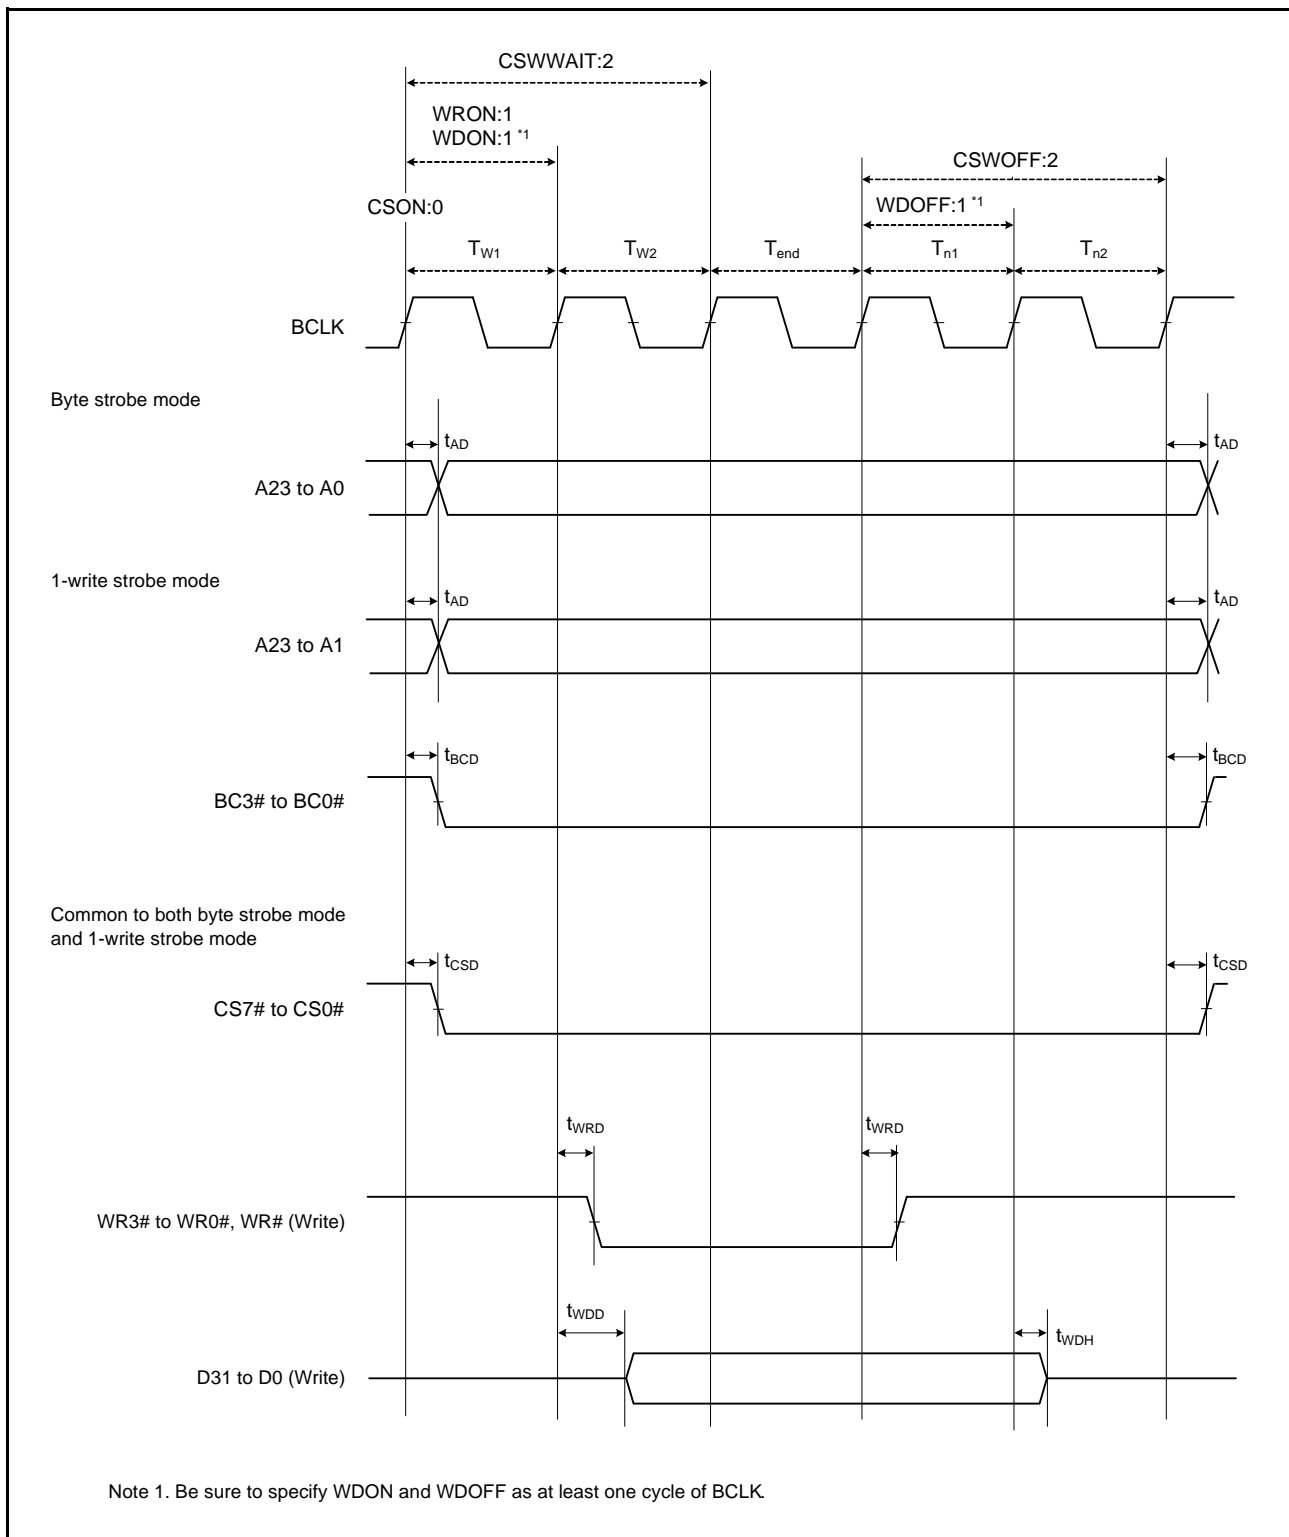 CSWWAIT:2
WRON:1
WDON:1 *1
CSWOFF:2
WDOFF:1 *1
CSON:0
TW1
TW2
Tend
Tn1
Tn2
BCLK
Byte strobe mode
tAD
tAD
A23 to A0
1-write strobe mode
tAD
tAD
A23 to A1
tBCD
tBCD
BC3# to BC0#
Common to both byte strobe mode
and 1-write strobe mode
tCSD
tCSD
CS7# to CS0#
tWRD
tWRD
WR3# to WR0#, WR# (Write)
tWDD
tWDH
D31 to D0 (Write)
Note 1. Be sure to specify WDON and WDOFF as at least one cycle of BCLK.